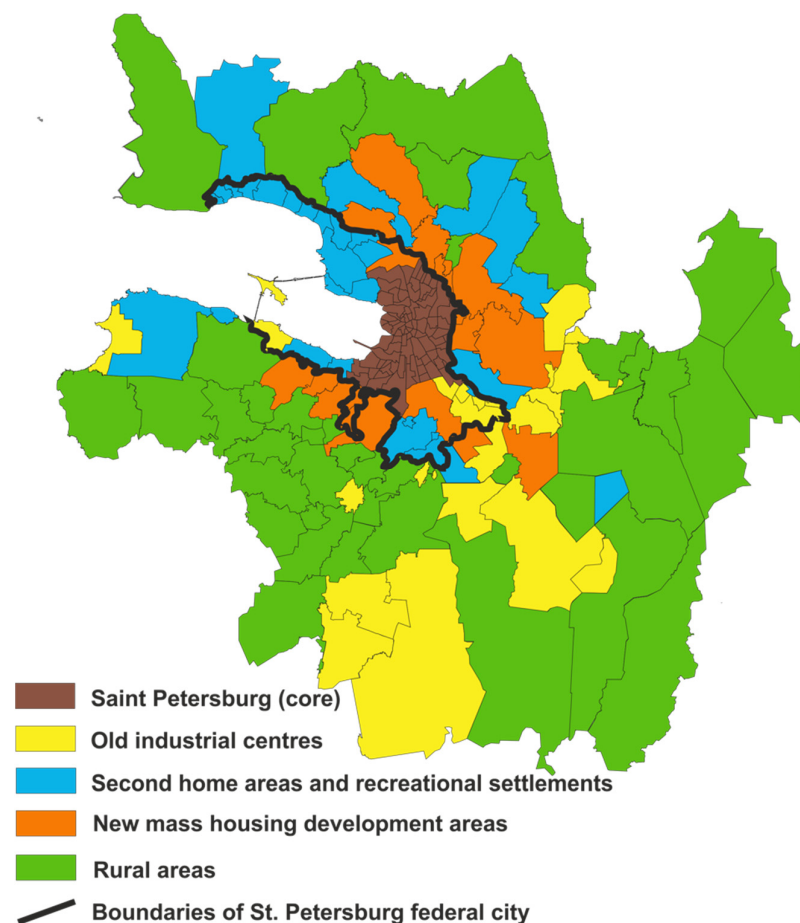 Saint Petersburg (core)
Old industrial centres
Second home areas and recreational settlements
New mass housing development areas
Rural areas
Boundaries of St. Petersburg federal city